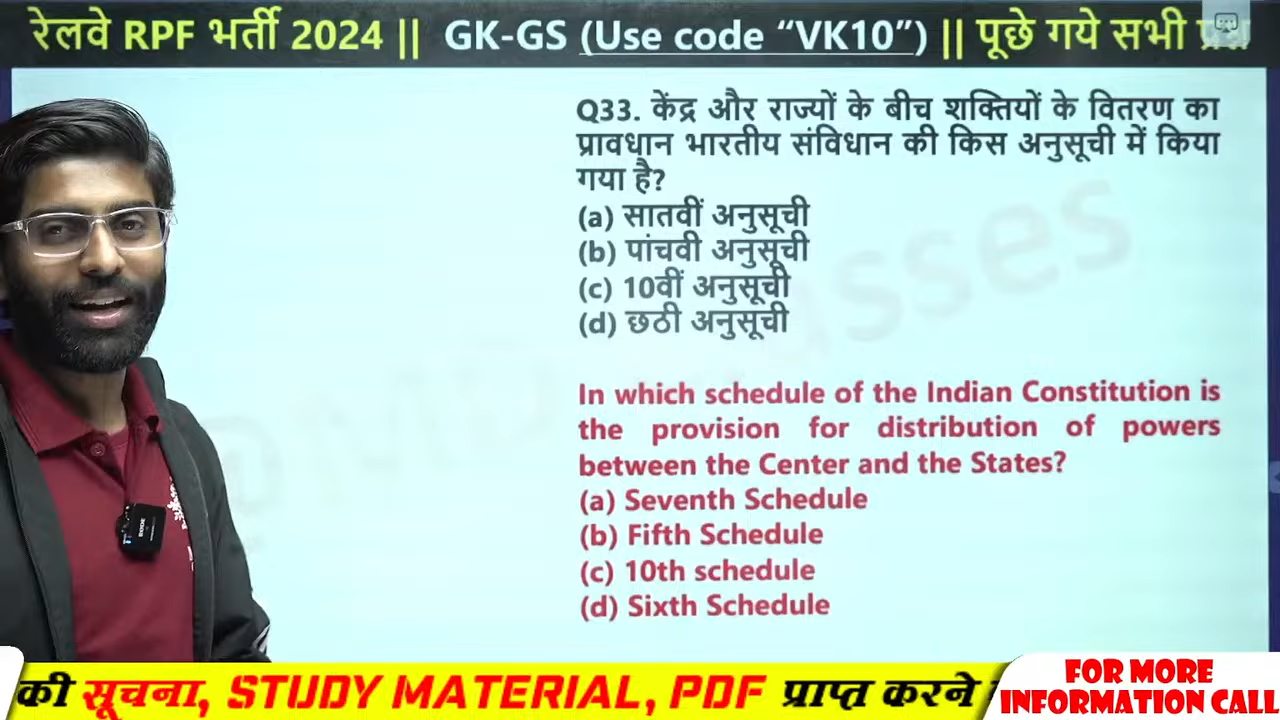 रेलवे RPF भर्ती 2024 || GK-GS (Use code “VK10”) || पूछे गये सभी
Q33. केंद्र और राज्यों के बीच शक्तियों के वितरण का
प्रावधान भारतीय संविधान की किस अनुसूची में किया
गया है?
(a) सातवीं अनुसूची
(b) पांचवी अनुसूची
(c) 10वीं अनुसूची
(d) छठी अनुसूची
In which schedule of the Indian Constitution is
the provision for distribution of powers
between the Center and the States?
(a) Seventh Schedule
(b) Fifth Schedule
(c) 10th schedule
(d) Sixth Schedule
की सूचना, STUDY MATERIAL, PDF प्राप्त करने
FOR MORE
INFORMATION CALL